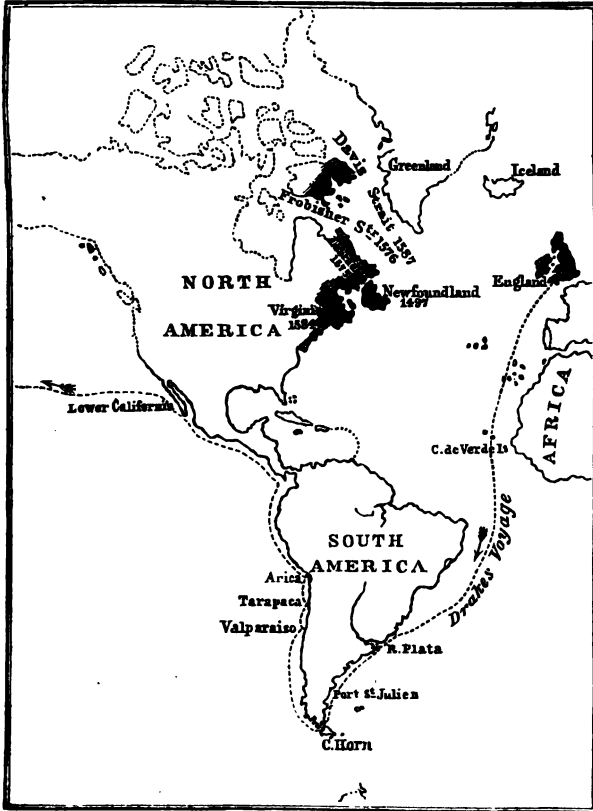 Davis Strait 1587
Greenland
Iceland
Frobisher Str 1576
NORTH
AMERICA
England
Newfoundland
1497
Virginia
1584
Lower California
AFRICA
C. de Verde Is
SOUTH
AMERICA
Drakes Voyage
Arica
Tarapaca
Valparaiso
R. Plata
Port St. Julien
C. Horn